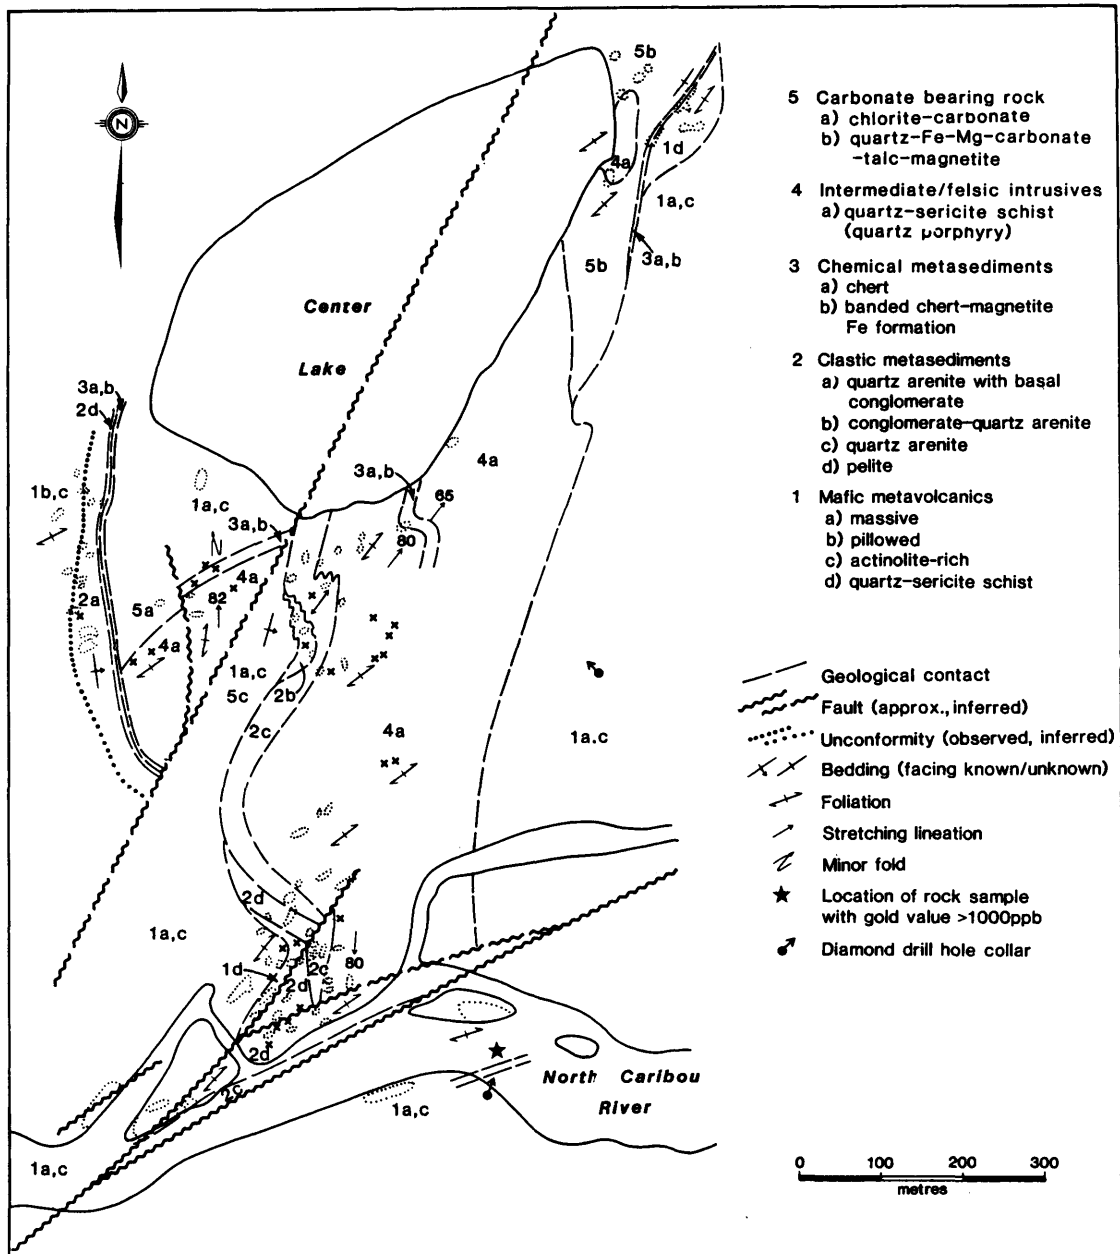 N
5b
1d
4a
1a,c
3a,b
5b
Center
Lake
3a,b
2d
4a
3a,b
65
1b,c
1a,c
3a,b
80
4a
2a
5a
82
4a
1a,c
5c
2b
2c
4a
1a.c
2d
1a,c
1d
2c
80
2d
2d
2c
North Caribou
River
1a,c
1a,c
5 Carbonate bearing rock
a) chlorite-carbonate
b) quartz-Fe-Mg-carbonate
-talc-magnetite
4 Intermediate/felsic intrusives
a) quartz-sericite schist
(quartz porphyry)
3 Chemical metasediments
a) chert
b) banded chert-magnetite
Fe formation
2 Clastic metasediments
a) quartz arenite with basal
conglomerate
b) conglomerate-quartz arenite
c) quartz arenite
d) pelite
1 Mafic metavolcanics
a) massive
b) pillowed
c) actinolite-rich
d) quartz-sericite schist
Geological contact
Fault (approx., inferred)
Unconformity (observed, inferred)
Bedding (facing known/unknown)
Foliation
Stretching lineation
Minor fold
Location of rock sample
with gold value >1000ppb
Diamond drill hole collar
0 100 200 300
metres